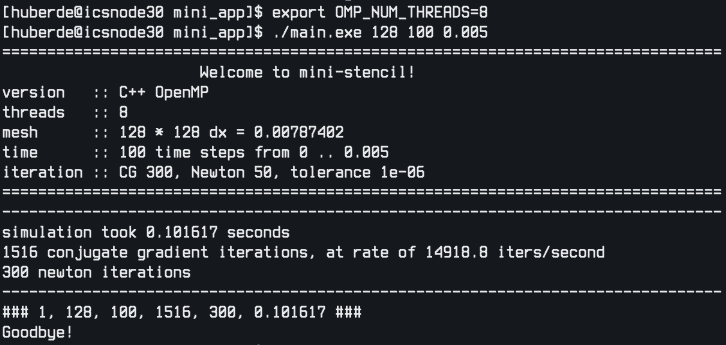 [huberde@icsnode30 mini_app]$ export OMP_NUM_THREADS=8
[huberde@icsnode30 mini_app]$ ./main.exe 128 100 0.005
================================================================================
                      Welcome to mini-stencil!
version   :: C++ OpenMP
threads   :: 8
mesh      :: 128 * 128 dx = 0.00787402
time      :: 100 time steps from 0 .. 0.005
iteration :: CG 300, Newton 50, tolerance 1e-06
================================================================================
--------------------------------------------------------------------------------
simulation took 0.101617 seconds
1516 conjugate gradient iterations, at rate of 14918.8 iters/second
300 newton iterations
--------------------------------------------------------------------------------
### 1, 128, 100, 1516, 300, 0.101617 ###
Goodbye!